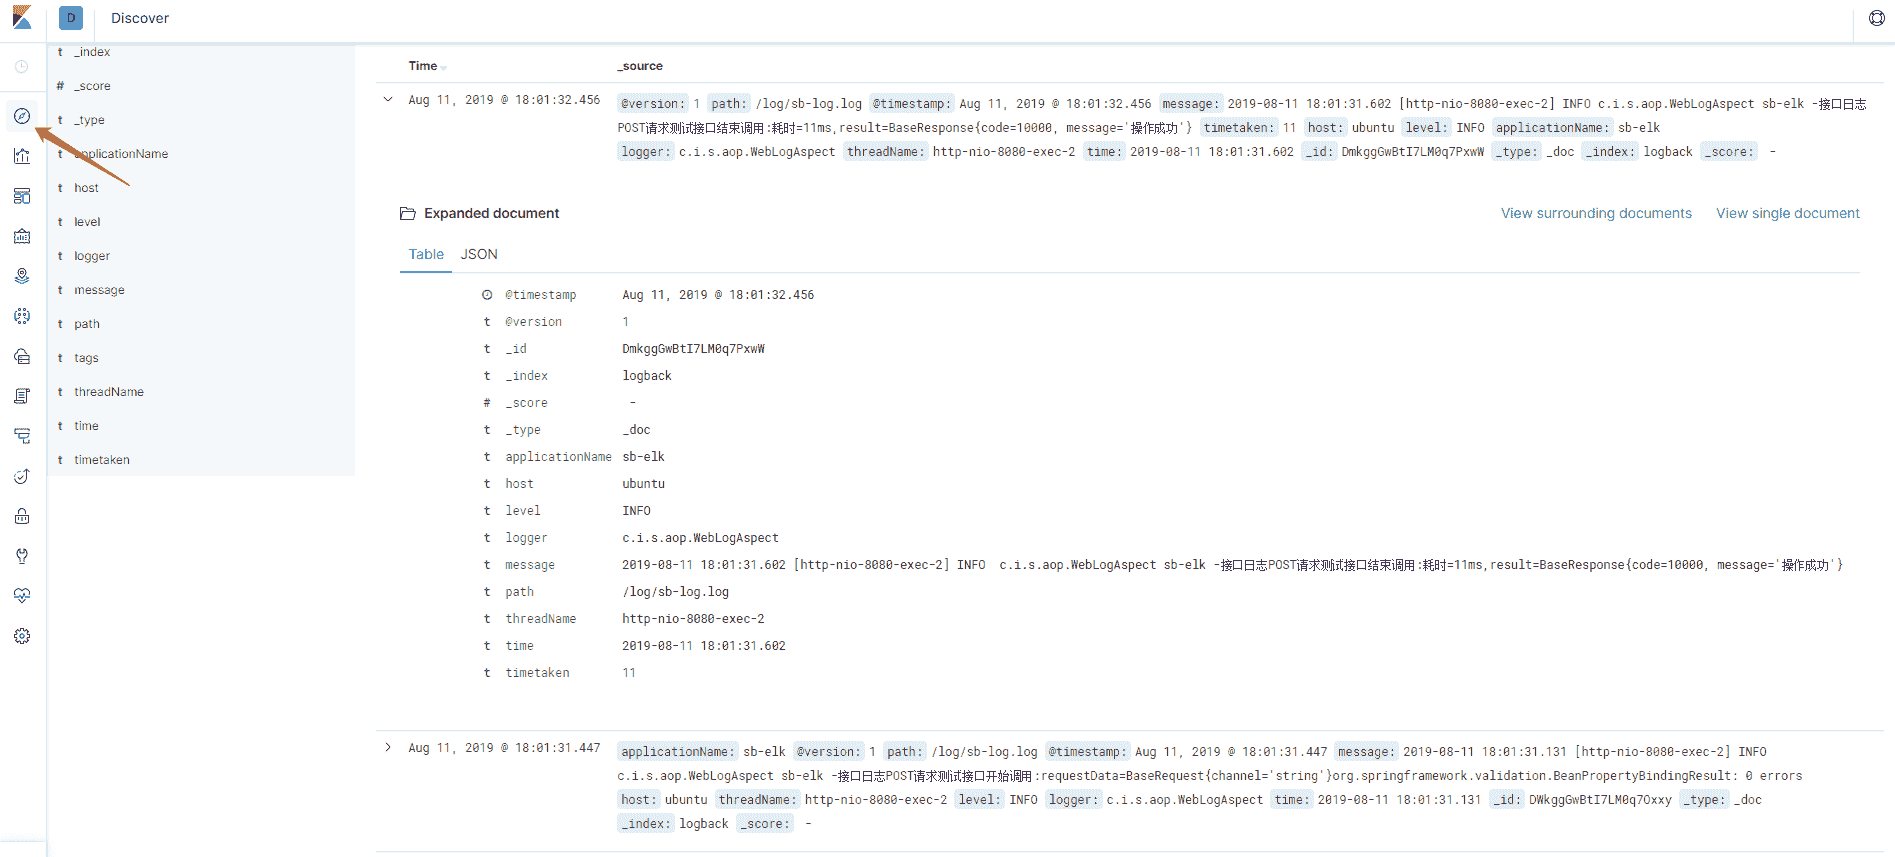 D Discover
t _index
# _score
t _type
t applicationName
t host
t level
t logger
t message
t path
t tags
t threadName
t time
t timetaken
Time _source
Aug 11, 2019 @ 18:01:32.456 @version: 1 path: /log/sb-log.log @timestamp: Aug 11, 2019 @ 18:01:32.456 message: 2019-08-11 18:01:31.602 [http-nio-8080-exec-2] INFO c.i.s.aop.WebLogAspect sb-elk -接口日志
POST请求测试接口结束调用:耗时=11ms,result=BaseResponse{code=10000, message='操作成功'} timetaken: 11 host: ubuntu level: INFO applicationName: sb-elk
logger: c.i.s.aop.WebLogAspect threadName: http-nio-8080-exec-2 time: 2019-08-11 18:01:31.602 _id: DmkggGwBtI7LM0q7PxwW _type: _doc _index: logback _score: -
Expanded document View surrounding documents View single document
Table JSON
@timestamp Aug 11, 2019 @ 18:01:32.456
t @version 1
t _id DmkggGwBtI7LM0q7PxwW
t _index logback
# _score -
t _type _doc
t applicationName sb-elk
t host ubuntu
t level INFO
t logger c.i.s.aop.WebLogAspect
t message 2019-08-11 18:01:31.602 [http-nio-8080-exec-2] INFO  c.i.s.aop.WebLogAspect sb-elk -接口日志POST请求测试接口结束调用:耗时=11ms,result=BaseResponse{code=10000, message='操作成功'}
t path /log/sb-log.log
t threadName http-nio-8080-exec-2
t time 2019-08-11 18:01:31.602
t timetaken 11
Aug 11, 2019 @ 18:01:31.447 applicationName: sb-elk @version: 1 path: /log/sb-log.log @timestamp: Aug 11, 2019 @ 18:01:31.447 message: 2019-08-11 18:01:31.131 [http-nio-8080-exec-2] INFO
c.i.s.aop.WebLogAspect sb-elk -接口日志POST请求测试接口开始调用:requestData=BaseRequest{channel='string'}org.springframework.validation.BeanPropertyBindingResult: 0 errors
host: ubuntu threadName: http-nio-8080-exec-2 level: INFO logger: c.i.s.aop.WebLogAspect time: 2019-08-11 18:01:31.131 _id: DWkggGwBtI7LM0q7Oxxy _type: _doc
_index: logback _score: -